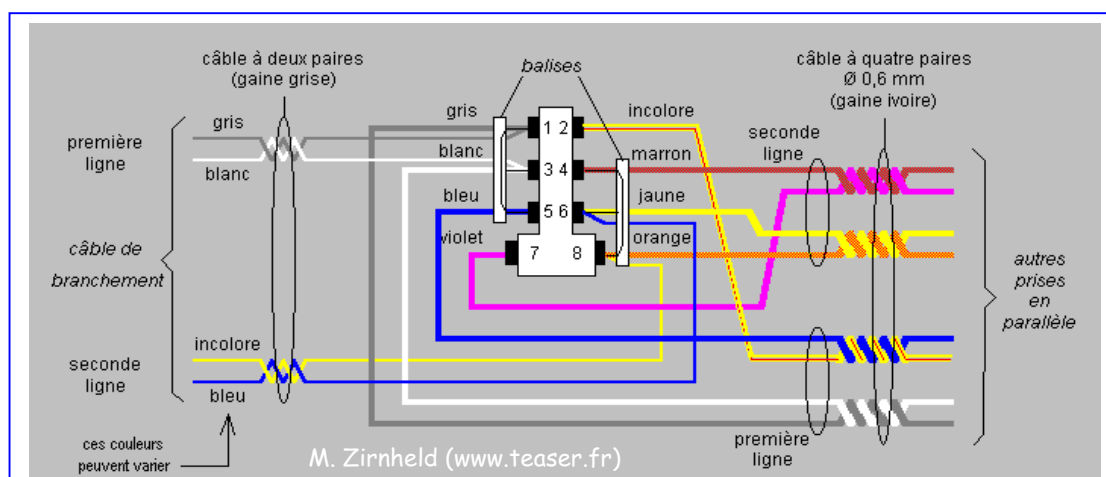 câble à deux paires
(gaine grise)
balises
câble à quatre paires
Ø 0,6 mm
(gaine ivoire)
gris
première
ligne
blanc
gris
blanc
bleu
violet
1 2
3 4
5 6
7 8
incolore
marron
jaune
orange
seconde
ligne
câble de
branchement
autres
prises
en
parallèle
incolore
seconde
ligne
bleu
première
ligne
ces couleurs
peuvent varier
M. Zirnheld (www.teaser.fr)